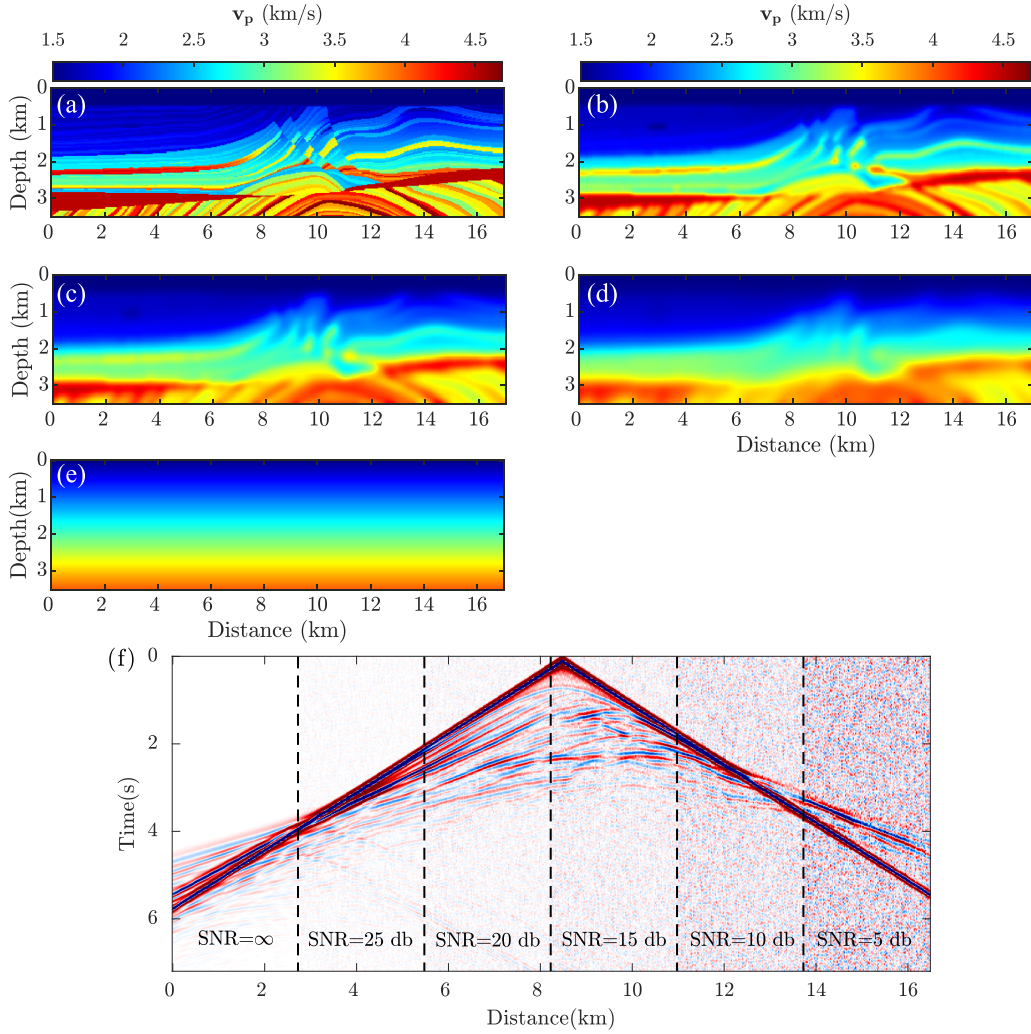 v_p (km/s) v_p (km/s)
1.5 2 2.5 3 3.5 4 4.5 1.5 2 2.5 3 3.5 4 4.5
(a) (b)
Depth (km)
0
1
2
3
0 2 4 6 8 10 12 14 16
0
1
2
3
0 2 4 6 8 10 12 14 16
(c) (d)
Depth (km)
0
1
2
3
0 2 4 6 8 10 12 14 16
0
1
2
3
0 2 4 6 8 10 12 14 16
Distance (km)
(e)
Depth(km)
0
1
2
3
0 2 4 6 8 10 12 14 16
Distance (km)
(f)
Time(s)
0
2
4
6
SNR=∞ SNR=25 db SNR=20 db SNR=15 db SNR=10 db SNR=5 db
0 2 4 6 8 10 12 14 16
Distance(km)